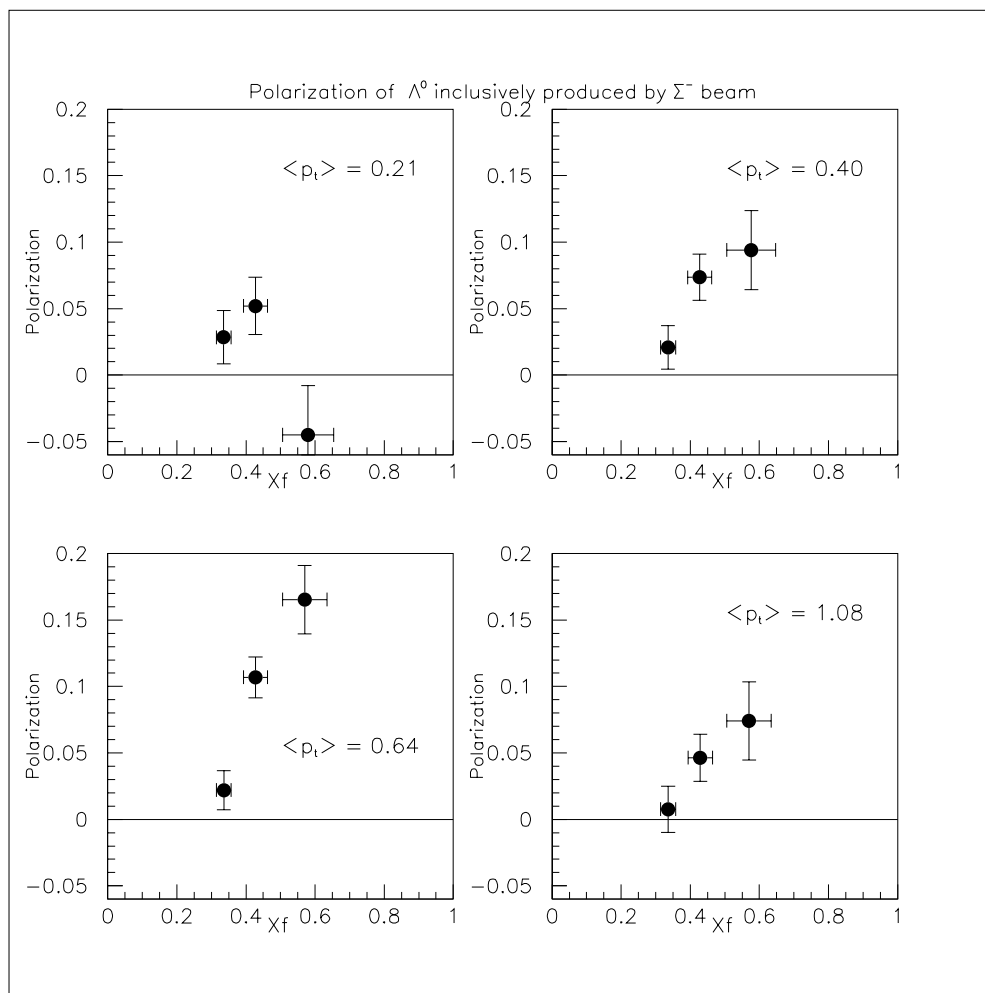 Polarization of Λ⁰ inclusively produced by Σ⁻ beam
0.2
0.15
0.1
0.05
0
−0.05
Polarization
<pₜ> = 0.21
0 0.2 0.4 0.6 0.8 1
Xf
0.2
0.15
0.1
0.05
0
−0.05
Polarization
<pₜ> = 0.40
0 0.2 0.4 0.6 0.8 1
Xf
0.2
0.15
0.1
0.05
0
−0.05
Polarization
<pₜ> = 0.64
0 0.2 0.4 0.6 0.8 1
Xf
0.2
0.15
0.1
0.05
0
−0.05
Polarization
<pₜ> = 1.08
0 0.2 0.4 0.6 0.8 1
Xf